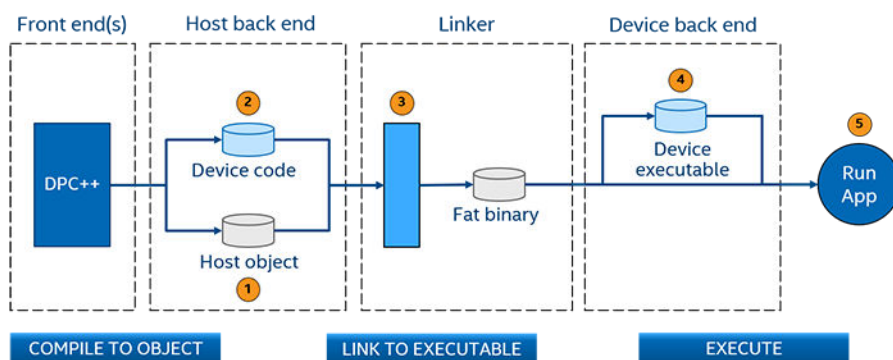 Front end(s)
Host back end
Linker
Device back end
2
3
4
5
DPC++
Device code
Device
executable
Run
App
Fat binary
Host object
1
COMPILE TO OBJECT
LINK TO EXECUTABLE
EXECUTE